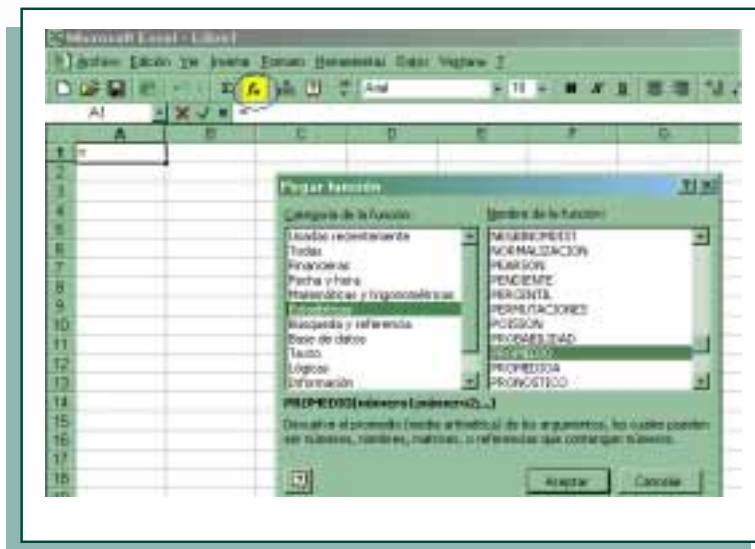 Microsoft Excel - Libro1
Archivo Edición Ver Insertar Formato Herramientas Datos Ventana ?
Arial 10 N K S
A1 =
A B C D E F G
1 =
2
3
4
5
6
7
8
9
10
11
12
13
14
15
16
17
18
Pegar función
Categoría de la función: Nombre de la función:
Usadas recientemente NEGBINOMDIST
Todas NORMALIZACION
Financieras PEARSON
Fecha y hora PENDIENTE
Matemáticas y trigonométricas PERCENTIL
Estadísticas PERMUTACIONES
Búsqueda y referencia POISSON
Base de datos PROBABILIDAD
Texto PROMEDIO
Lógicas PROMEDIOA
Información PRONOSTICO
PROMEDIO(número1;número2;...)
Devuelve el promedio (media aritmética) de los argumentos, los cuales pueden
ser números, nombres, matrices, o referencias que contengan números.
Aceptar Cancelar